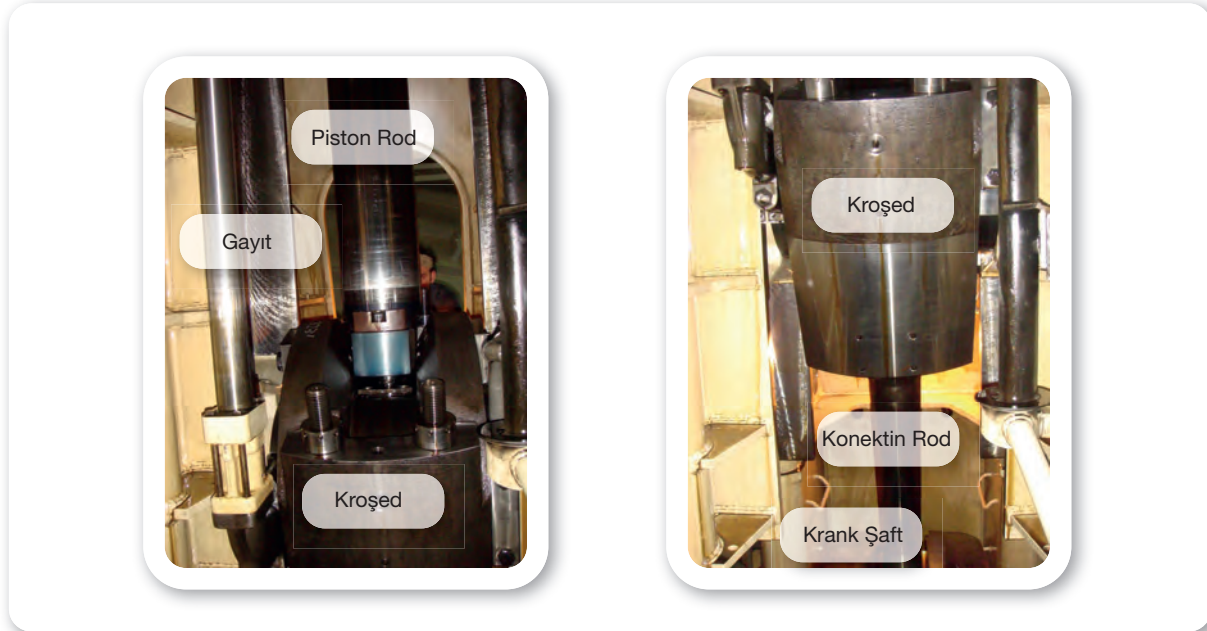 Piston Rod
Gayıt
Kroşed
Kroşed
Konektin Rod
Krank Şaft